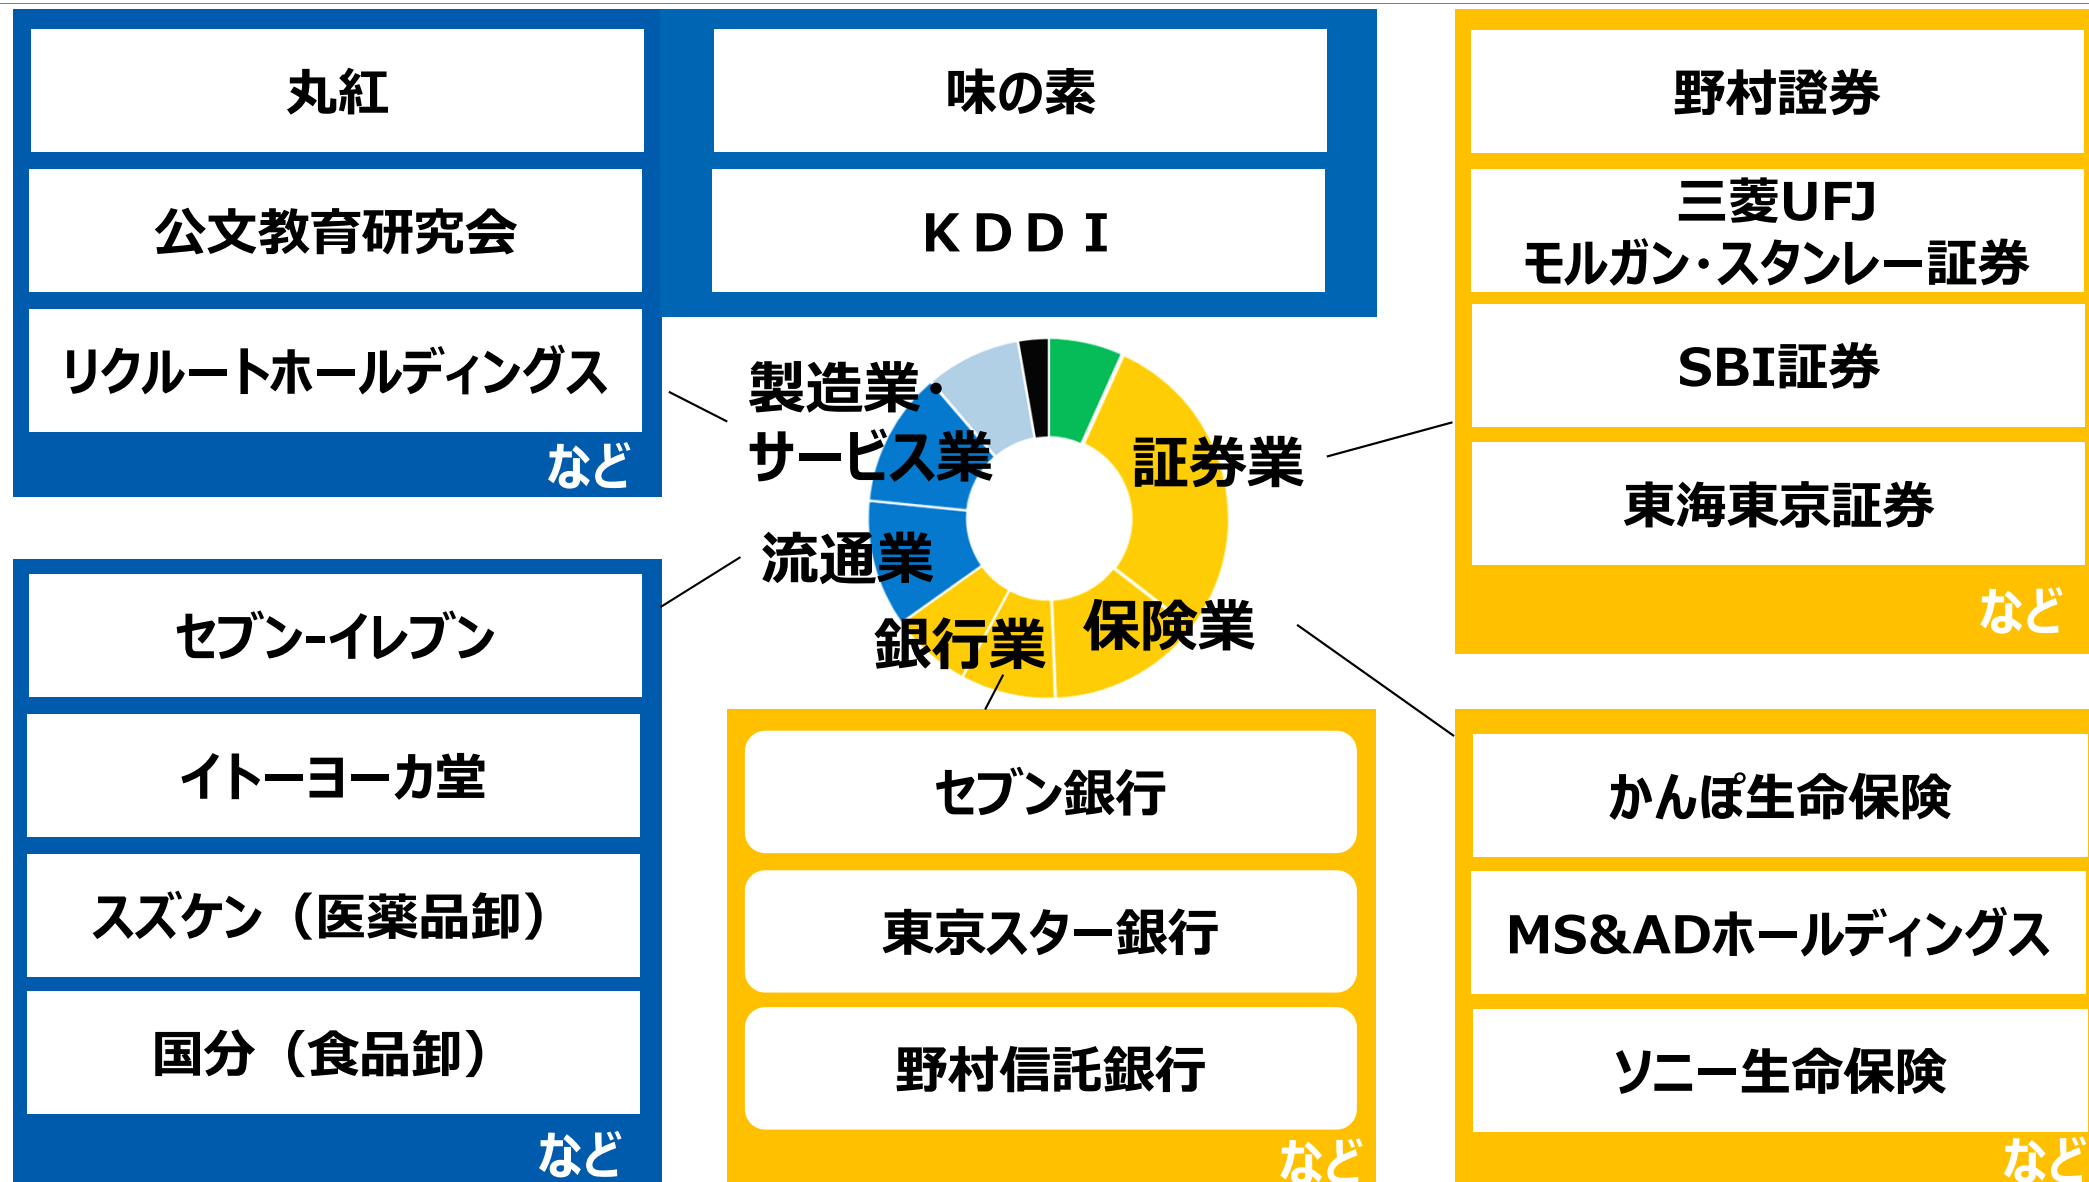 丸紅
公文教育研究会
リクルートホールディングス
など
味の素
ＫＤＤＩ
野村證券
三菱UFJ
モルガン・スタンレー証券
SBI証券
東海東京証券
など
製造業・
サービス業
証券業
流通業
銀行業
保険業
セブン-イレブン
イトーヨーカ堂
スズケン（医薬品卸）
国分（食品卸）
など
セブン銀行
東京スター銀行
野村信託銀行
など
かんぽ生命保険
MS&ADホールディングス
ソニー生命保険
など